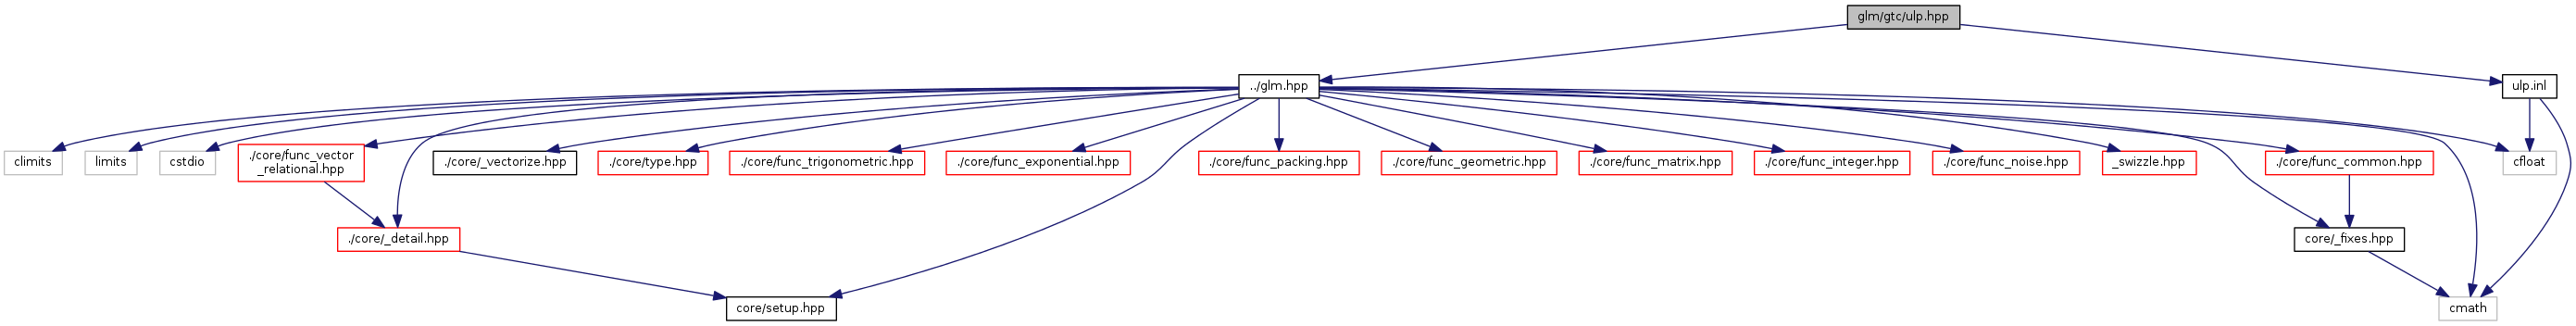 glm/gtc/ulp.hpp
../glm.hpp
ulp.inl
climits
limits
cstdio
./core/func_vector
_relational.hpp
./core/_vectorize.hpp
./core/type.hpp
./core/func_trigonometric.hpp
./core/func_exponential.hpp
./core/func_packing.hpp
./core/func_geometric.hpp
./core/func_matrix.hpp
./core/func_integer.hpp
./core/func_noise.hpp
_swizzle.hpp
./core/func_common.hpp
cfloat
./core/_detail.hpp
core/_fixes.hpp
core/setup.hpp
cmath